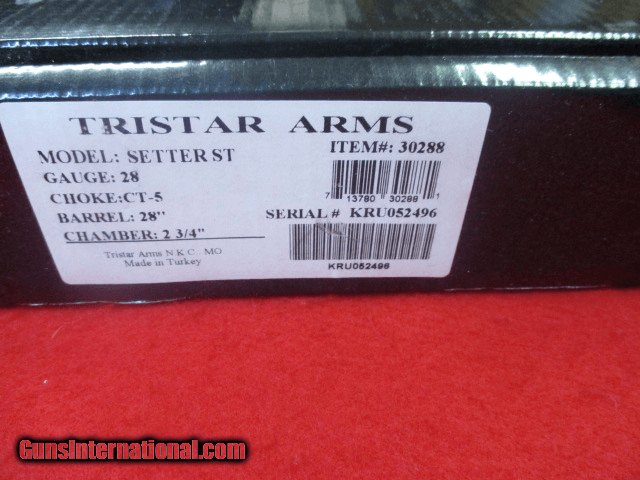 TRISTAR ARMS
MODEL: SETTER ST
ITEM#: 30288
GAUGE: 28
7 13780 30288 1
CHOKE:CT-5
BARREL: 28"
SERIAL # KRU052496
CHAMBER: 2 3/4"
Tristar Arms N.K.C.. MO
Made in Turkey
KRU052496
GunsInternational.com